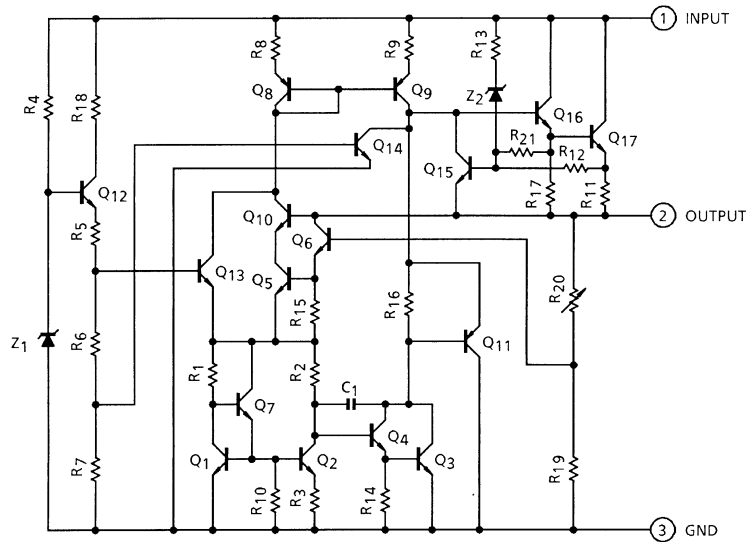 1 INPUT
R8
R9
R13
R4
R18
Z2
Q8
Q9
Q16
Q17
Q14
R21
R12
Q15
R17
R11
Q12
R5
2 OUTPUT
Q10
Q6
Q13
Q5
R20
R15
R16
Z1
R6
Q11
R1
R2
C1
Q7
Q4
R7
Q1
Q2
Q3
R19
R10
R3
R14
3 GND